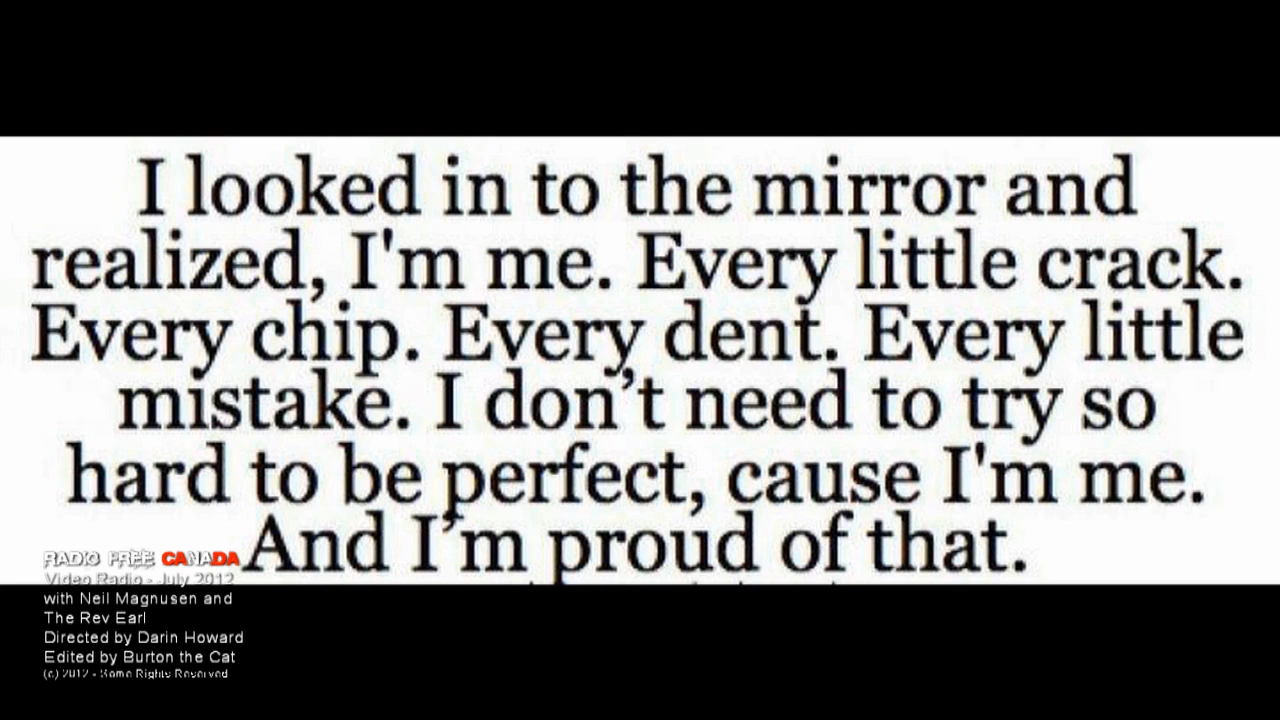 I looked in to the mirror and
realized, I'm me. Every little crack.
Every chip. Every dent. Every little
mistake. I don’t need to try so
hard to be perfect, cause I'm me.
And I’m proud of that.
RADIO FREE CANADA
Video Radio - July 2012
with Neil Magnusen and
The Rev Earl
Directed by Darin Howard
Edited by Burton the Cat
(c) 2012 - Some Rights Reserved